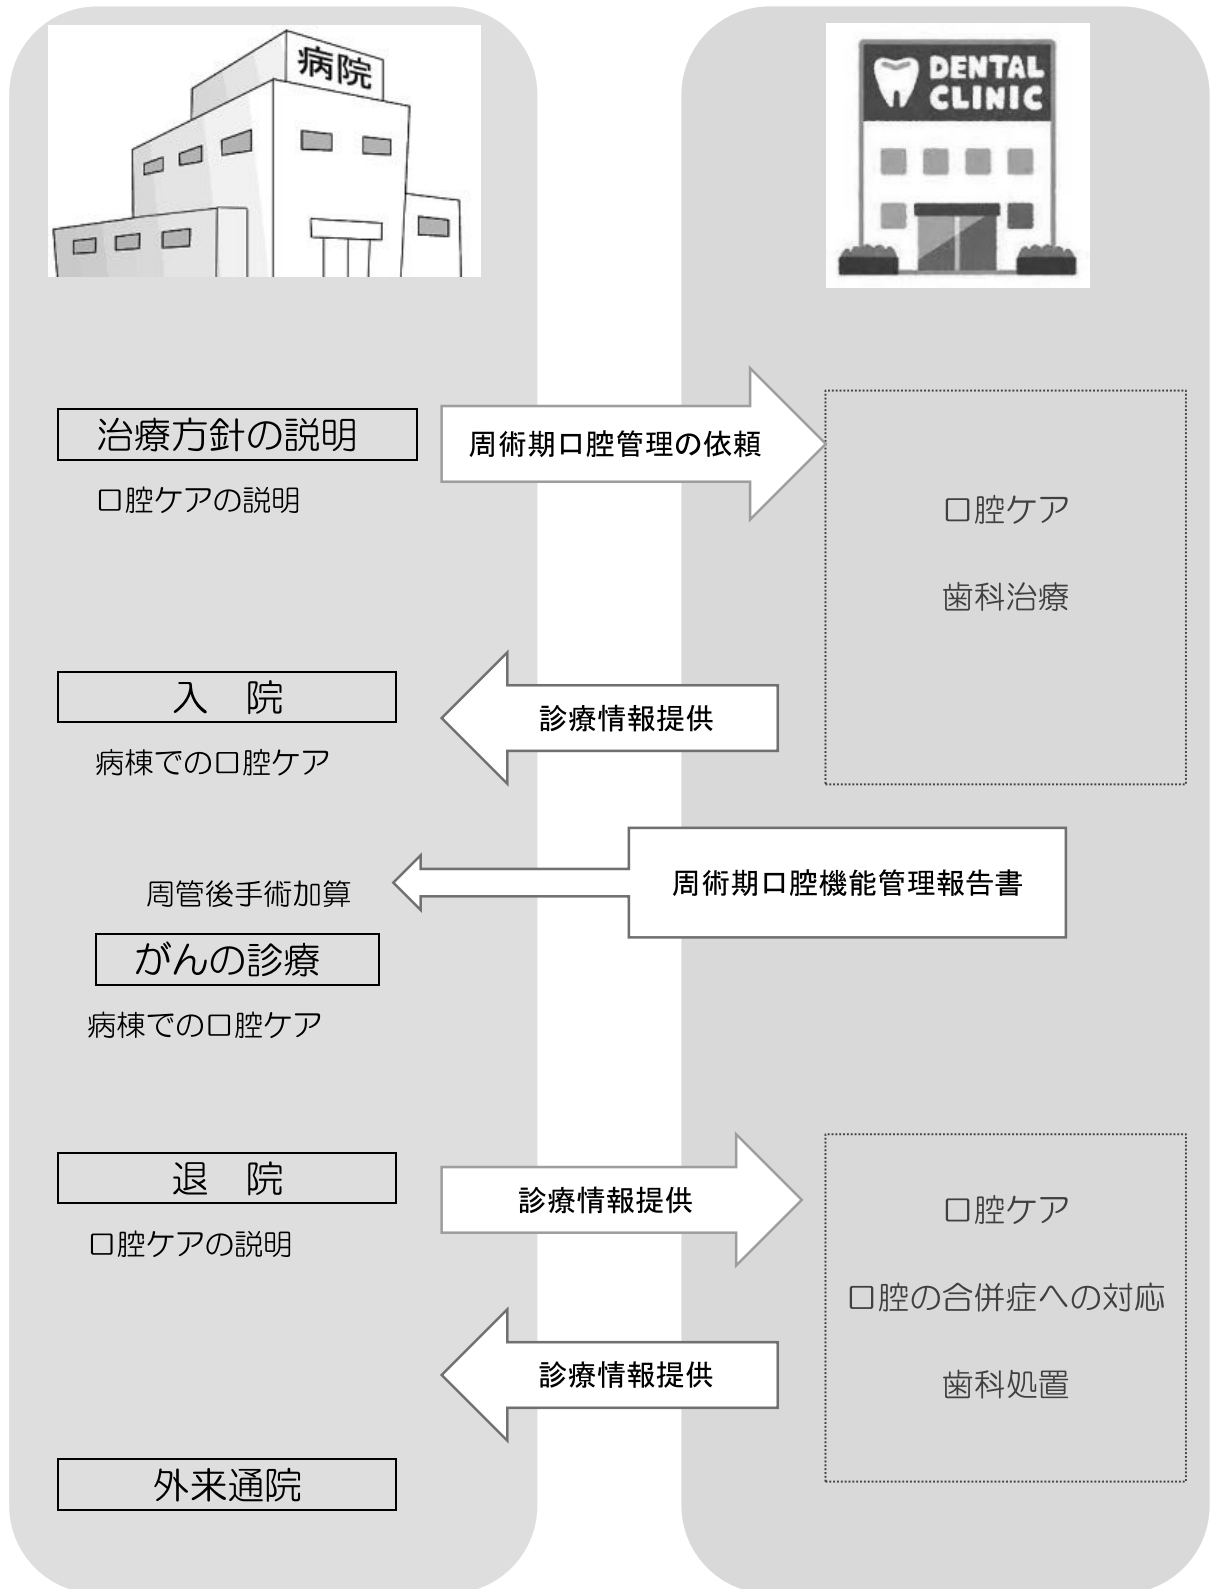 病院
DENTAL
CLINIC
治療方針の説明
口腔ケアの説明
周術期口腔管理の依頼
口腔ケア
歯科治療
入　院
病棟での口腔ケア
診療情報提供
周術期口腔機能管理報告書
周管後手術加算
がんの診療
病棟での口腔ケア
退　院
口腔ケアの説明
診療情報提供
口腔ケア
口腔の合併症への対応
歯科処置
診療情報提供
外来通院